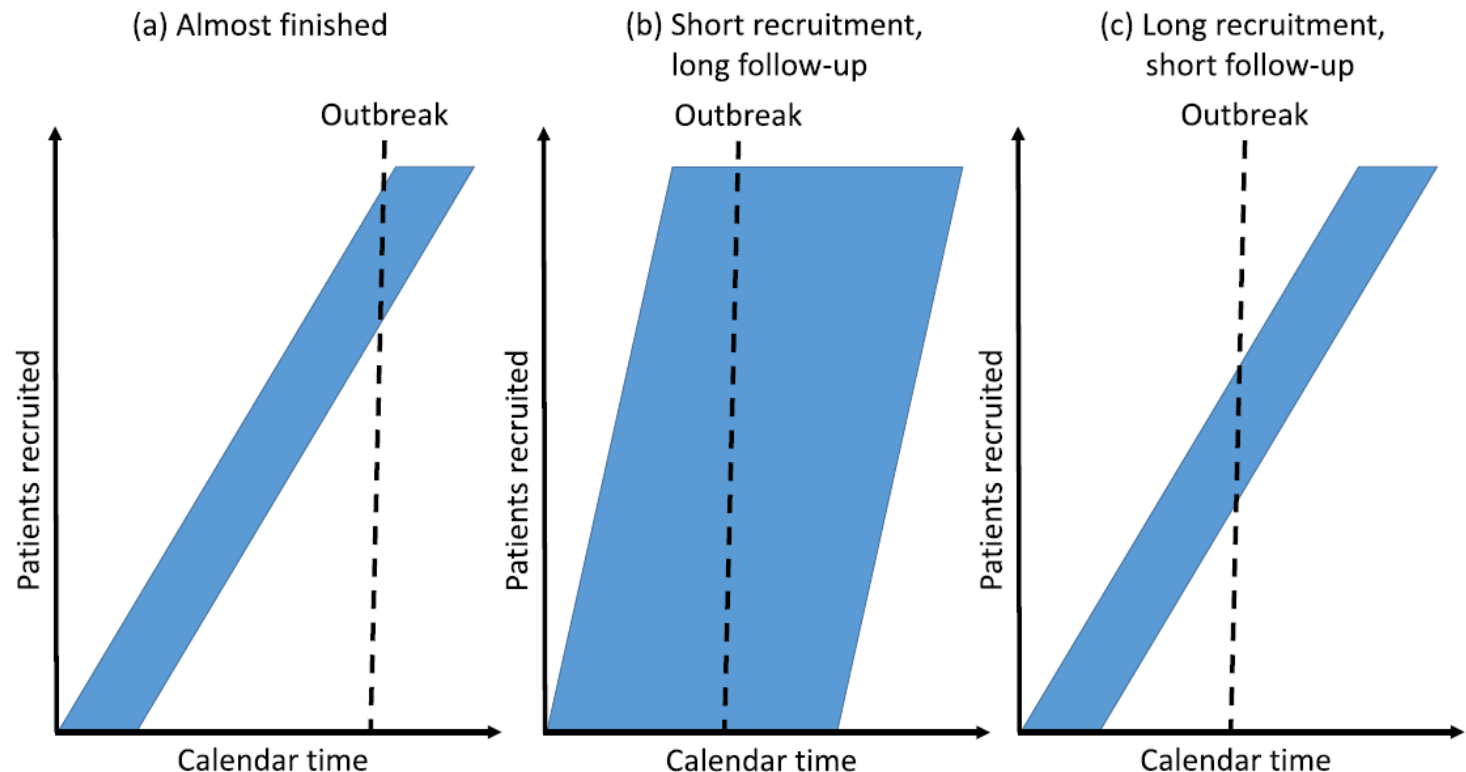 (a) Almost finished
Outbreak
Patients recruited
Calendar time
(b) Short recruitment,
long follow-up
Outbreak
Patients recruited
Calendar time
(c) Long recruitment,
short follow-up
Outbreak
Patients recruited
Calendar time